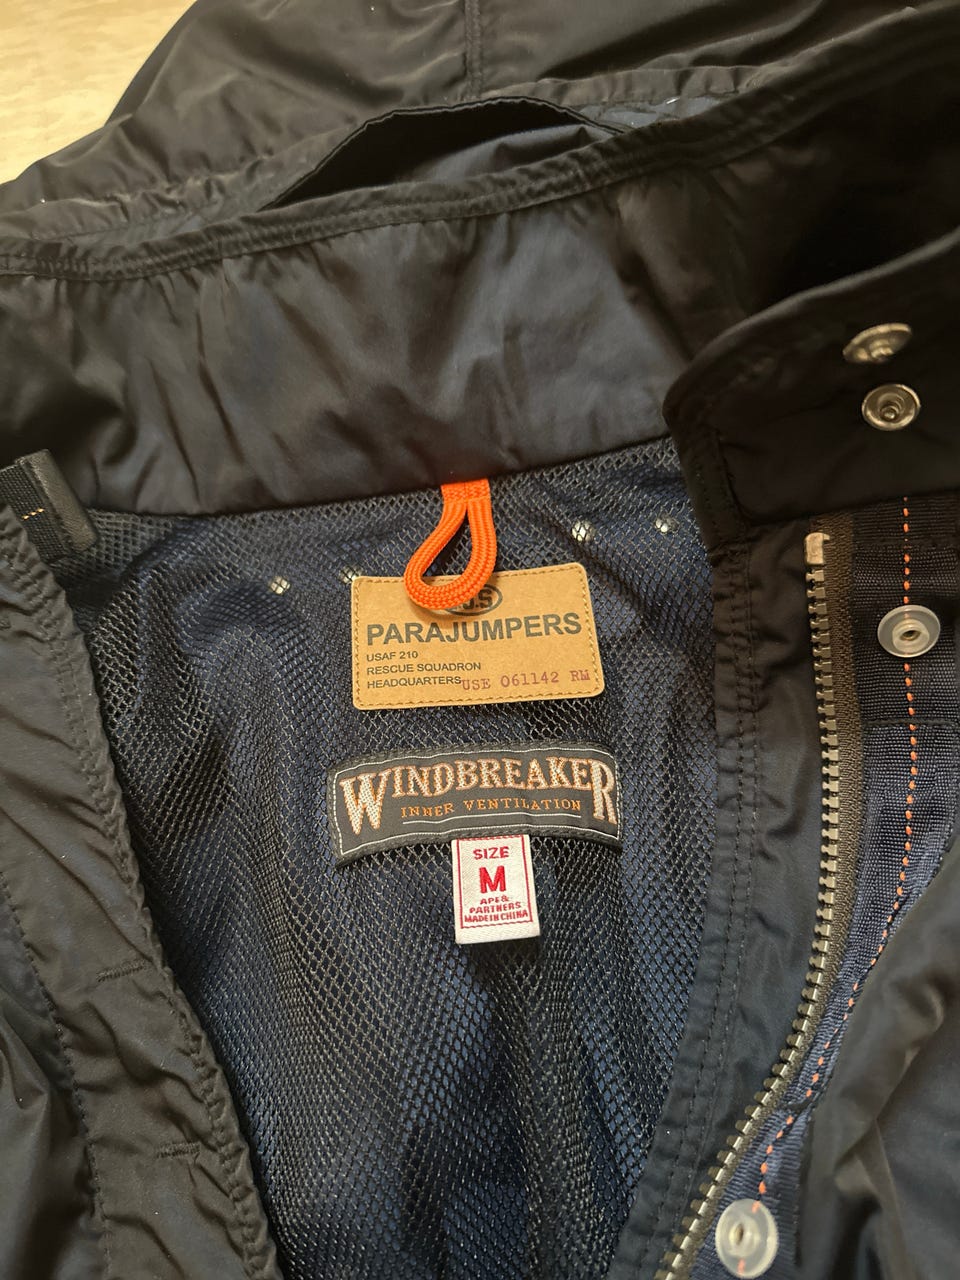 PARAJUMPERS
USAF 210
RESCUE SQUADRON
HEADQUARTERS USE 061142 RM
WINDBREAKER
INNER VENTILATION
SIZE
M
APE&
PARTNERS
MADE IN CHINA